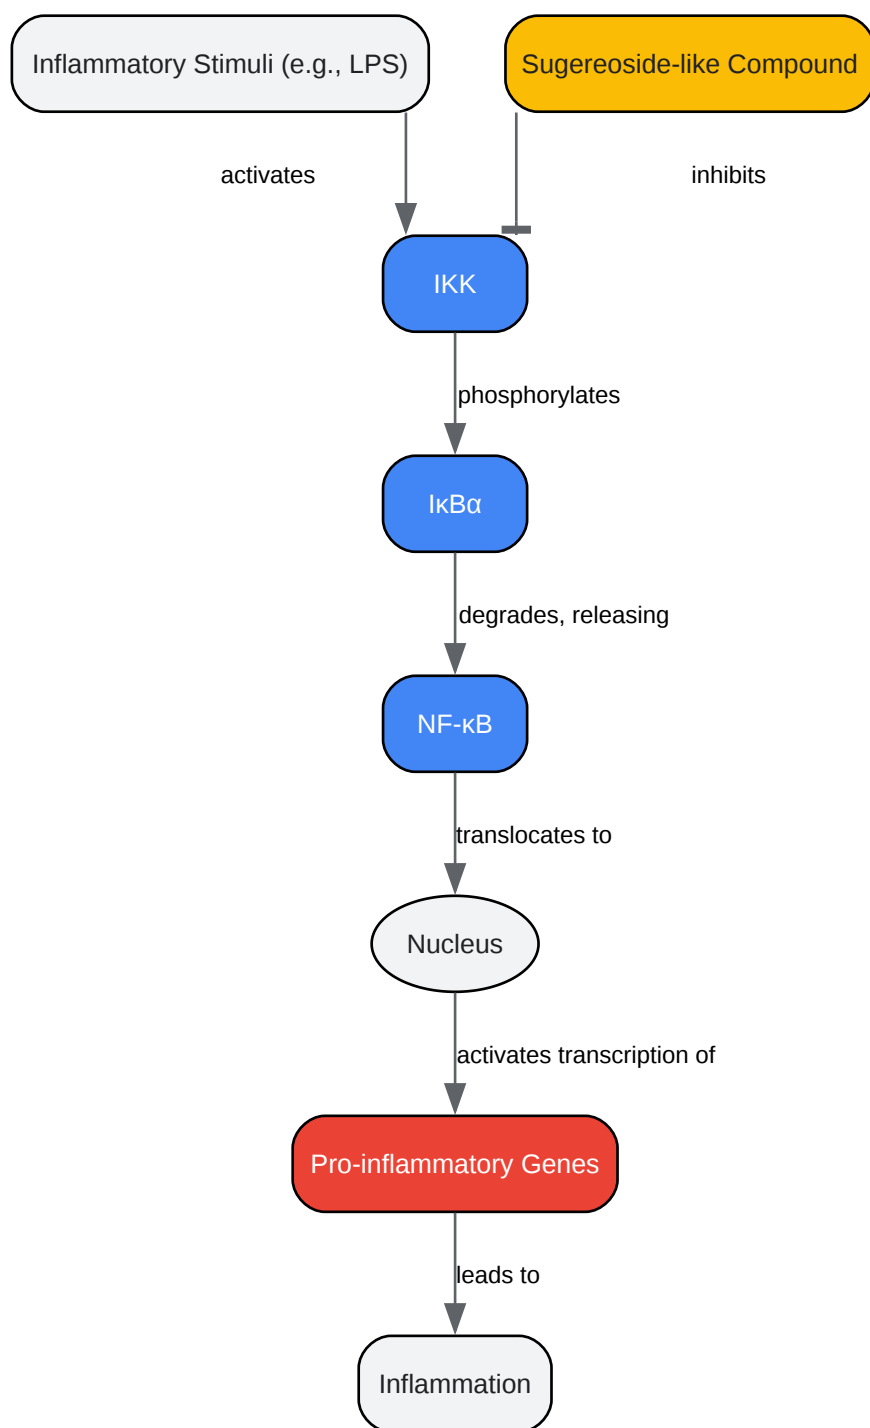 Inflammatory Stimuli (e.g., LPS)
Sugereoside-like Compound
activates
inhibits
IKK
phosphorylates
IκBα
degrades, releasing
NF-κB
translocates to
Nucleus
activates transcription of
Pro-inflammatory Genes
leads to
Inflammation